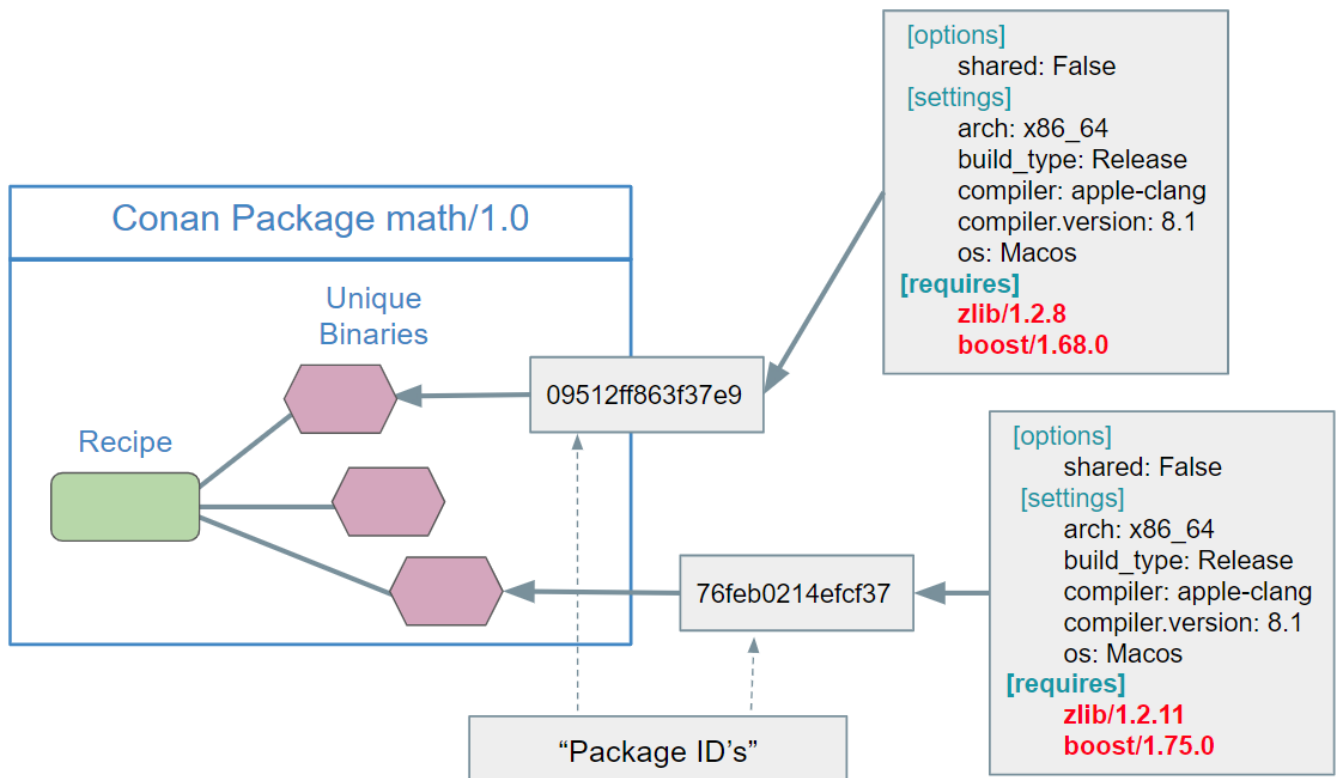 [options]
shared: False
[settings]
arch: x86_64
build_type: Release
compiler: apple-clang
compiler.version: 8.1
os: Macos
[requires]
zlib/1.2.8
boost/1.68.0
Conan Package math/1.0
Unique
Binaries
09512ff863f37e9
Recipe
[options]
shared: False
[settings]
arch: x86_64
build_type: Release
compiler: apple-clang
compiler.version: 8.1
os: Macos
[requires]
zlib/1.2.11
boost/1.75.0
76feb0214efcf37
“Package ID’s”